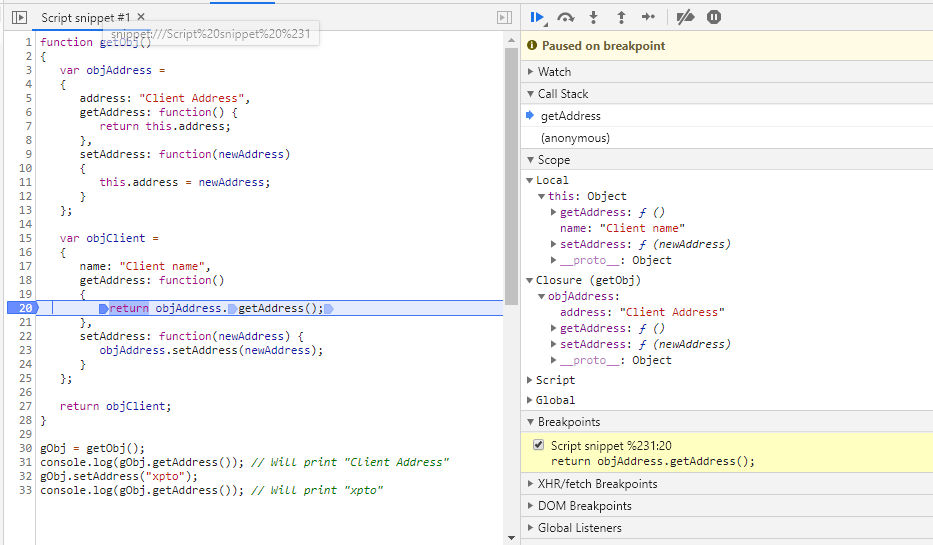 Script snippet #1 ×
snippet:///Script%20snippet%20%231
1 function getObj()
2 {
3 var objAddress =
4 {
5 address: "Client Address",
6 getAddress: function() {
7 return this.address;
8 },
9 setAddress: function(newAddress)
10 {
11 this.address = newAddress;
12 }
13 };
14
15 var objClient =
16 {
17 name: "Client name",
18 getAddress: function()
19 {
20 return objAddress.getAddress();
21 },
22 setAddress: function(newAddress) {
23 objAddress.setAddress(newAddress);
24 }
25 };
26
27 return objClient;
28 }
29
30 gObj = getObj();
31 console.log(gObj.getAddress()); // Will print "Client Address"
32 gObj.setAddress("xpto");
33 console.log(gObj.getAddress()); // Will print "xpto"
Paused on breakpoint
Watch
Call Stack
getAddress
(anonymous)
Scope
Local
this: Object
getAddress: ƒ ()
name: "Client name"
setAddress: ƒ (newAddress)
__proto__: Object
Closure (getObj)
objAddress:
address: "Client Address"
getAddress: ƒ ()
setAddress: ƒ (newAddress)
__proto__: Object
Script
Global
Breakpoints
Script snippet %231:20
return objAddress.getAddress();
XHR/fetch Breakpoints
DOM Breakpoints
Global Listeners